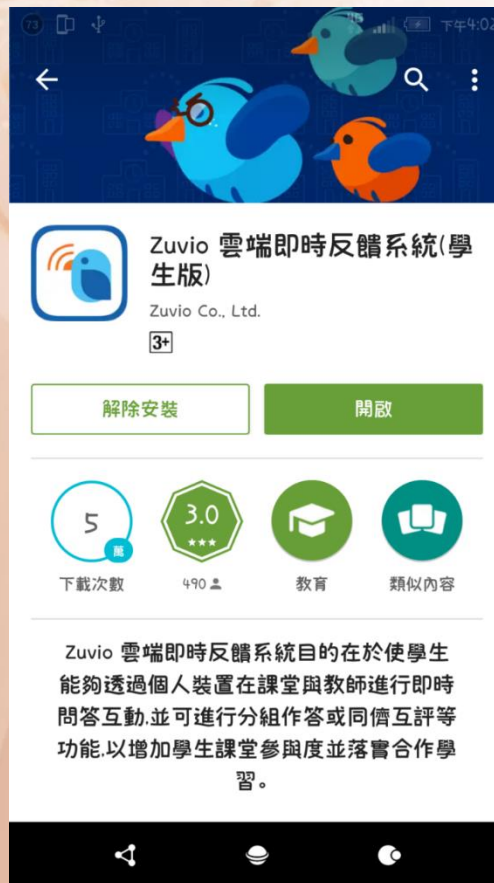 73
下午4:02
Zuvio 雲端即時反饋系統(學
生版)
Zuvio Co., Ltd.
3+
解除安裝
開啟
5
萬
3.0
下載次數
490
教育
類似內容
Zuvio 雲端即時反饋系統目的在於使學生
能夠透過個人裝置在課堂與教師進行即時
問答互動,並可進行分組作答或同儕互評等
功能,以增加學生課堂參與度並落實合作學
習。